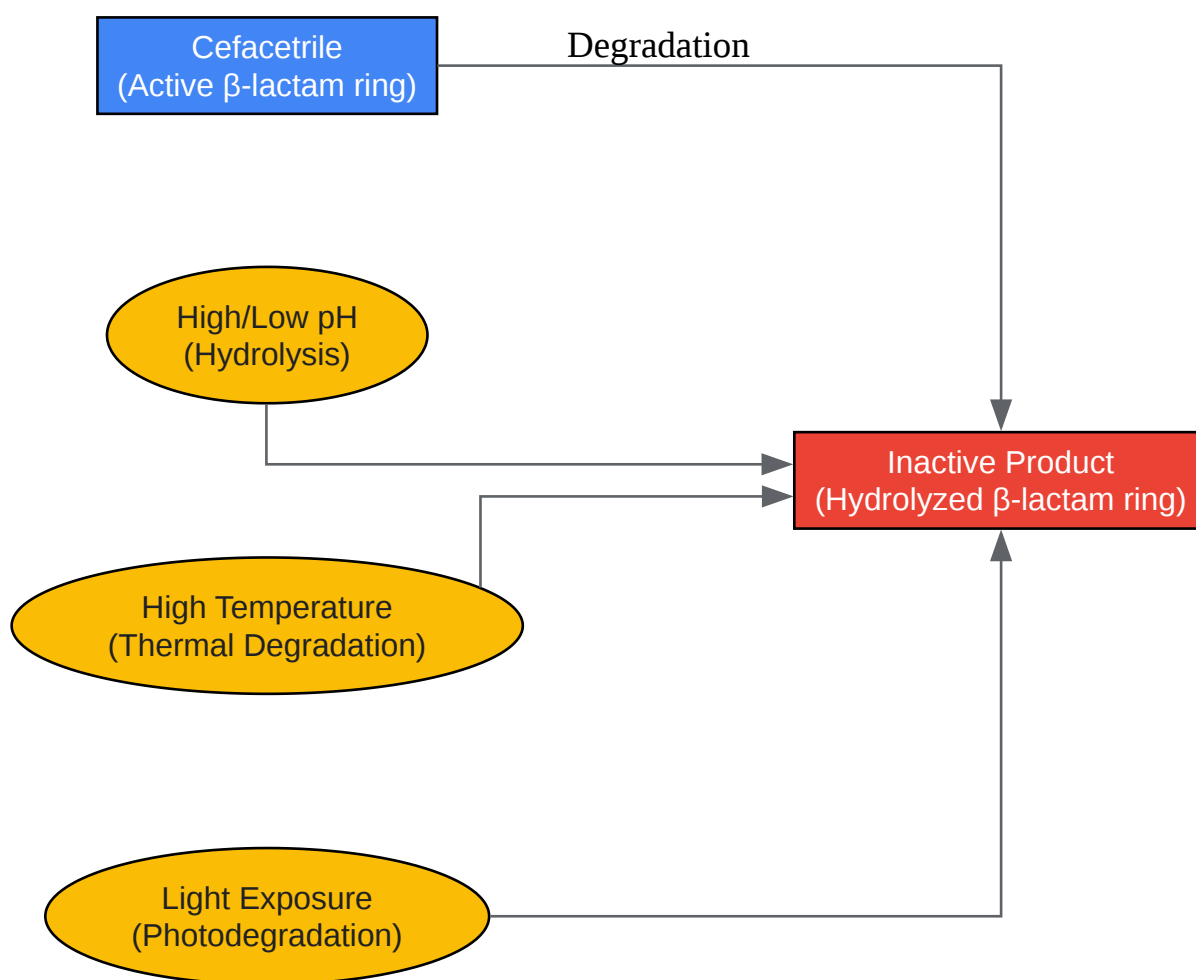 Cefacetrile
(Active β-lactam ring)
Degradation
High/Low pH
(Hydrolysis)
Inactive Product
(Hydrolyzed β-lactam ring)
High Temperature
(Thermal Degradation)
Light Exposure
(Photodegradation)